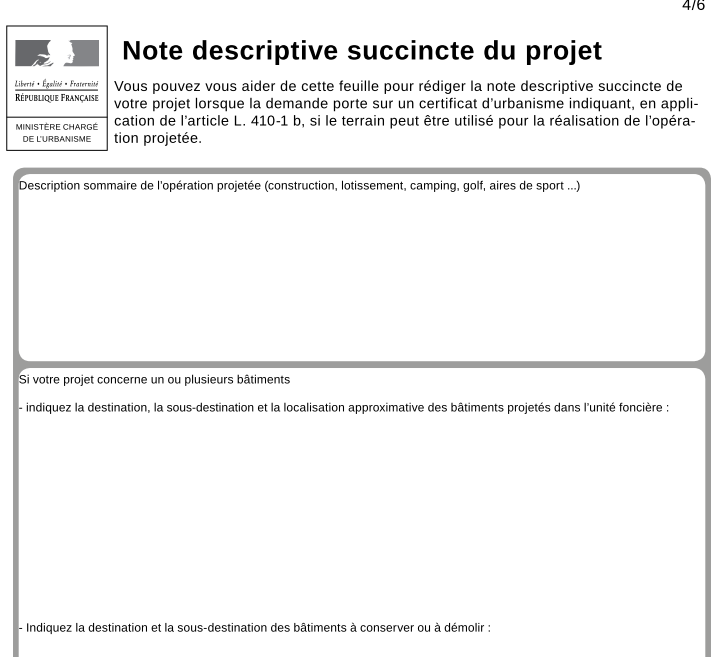 4/6
Liberté • Égalité • Fraternité
RÉPUBLIQUE FRANÇAISE
MINISTÈRE CHARGÉ
DE L'URBANISME
Note descriptive succincte du projet
Vous pouvez vous aider de cette feuille pour rédiger la note descriptive succincte de
votre projet lorsque la demande porte sur un certificat d’urbanisme indiquant, en appli-
cation de l’article L. 410-1 b, si le terrain peut être utilisé pour la réalisation de l’opéra-
tion projetée.
Description sommaire de l’opération projetée (construction, lotissement, camping, golf, aires de sport ...)
Si votre projet concerne un ou plusieurs bâtiments
- indiquez la destination, la sous-destination et la localisation approximative des bâtiments projetés dans l’unité foncière :
- Indiquez la destination et la sous-destination des bâtiments à conserver ou à démolir :